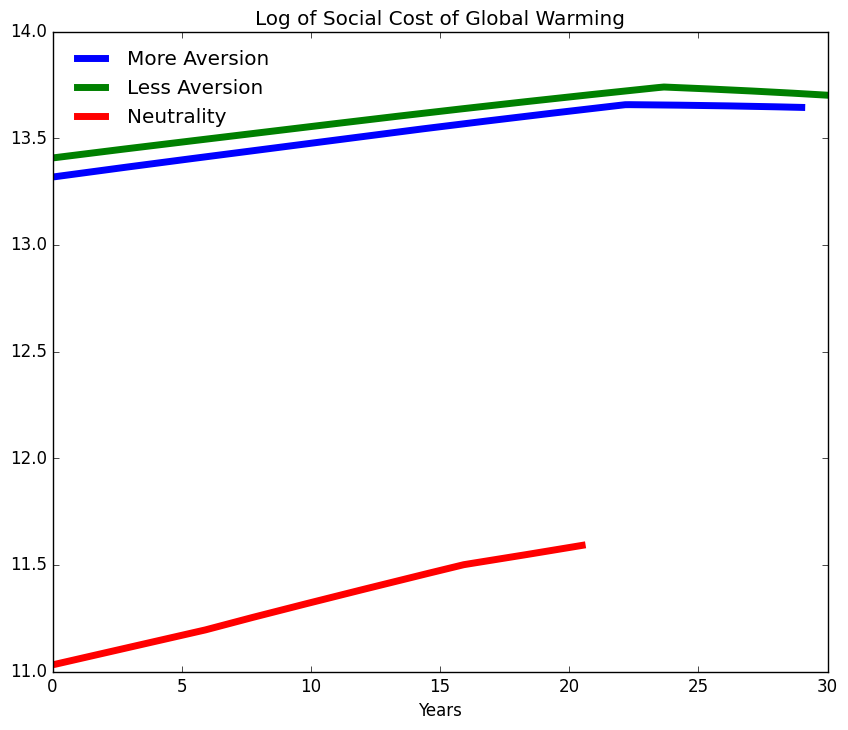 Log of Social Cost of Global Warming
14.0
More Aversion
Less Aversion
Neutrality
13.5
13.0
12.5
12.0
11.5
11.0
0 5 10 15 20 25 30
Years